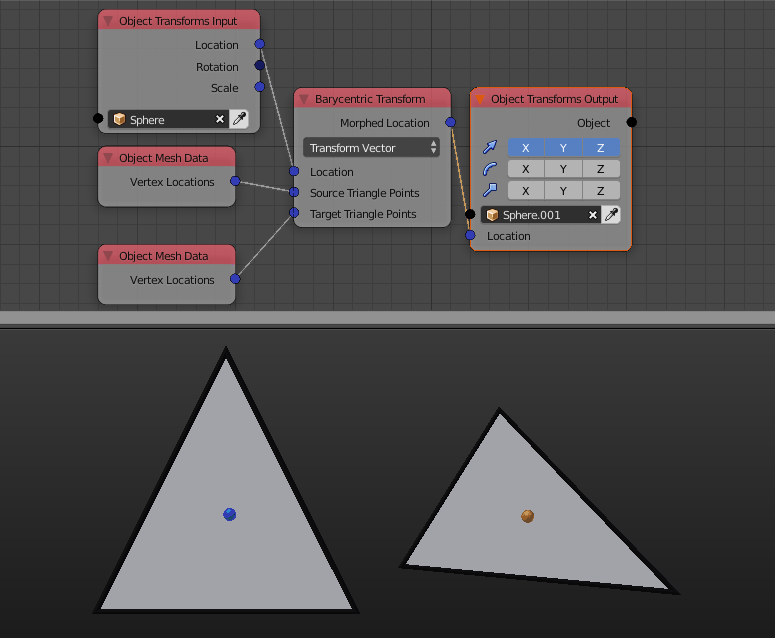 Object Transforms Input
Location
Rotation
Scale
Sphere
Object Mesh Data
Vertex Locations
Object Mesh Data
Vertex Locations
Barycentric Transform
Morphed Location
Transform Vector
Location
Source Triangle Points
Target Triangle Points
Object Transforms Output
Object
X Y Z
X Y Z
X Y Z
Sphere.001
Location